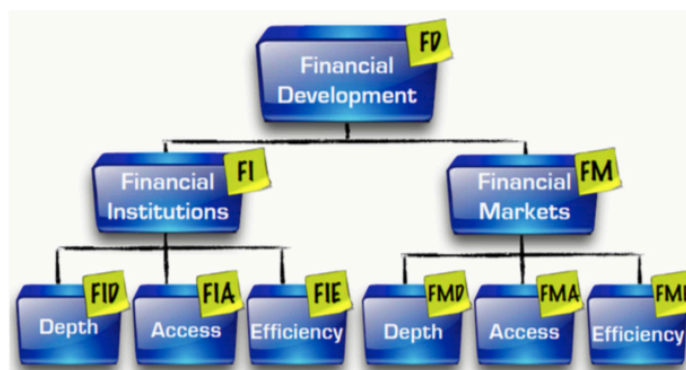 FD
Financial
Development
FI
Financial
Institutions
FM
Financial
Markets
FID
Depth
FIA
Access
FIE
Efficiency
FMD
Depth
FMA
Access
Efficiency